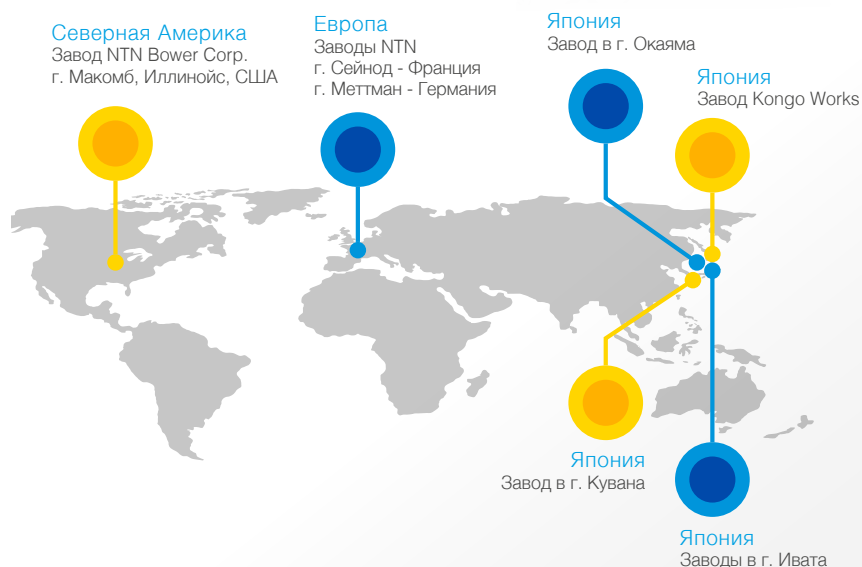 Северная Америка
Завод NTN Bower Corp.
г. Макомб, Иллинойс, США
Европа
Заводы NTN
г. Сейнод - Франция
г. Меттман - Германия
Япония
Завод в г. Окаяма
Япония
Завод Kongo Works
Япония
Завод в г. Кувана
Япония
Заводы в г. Ивата